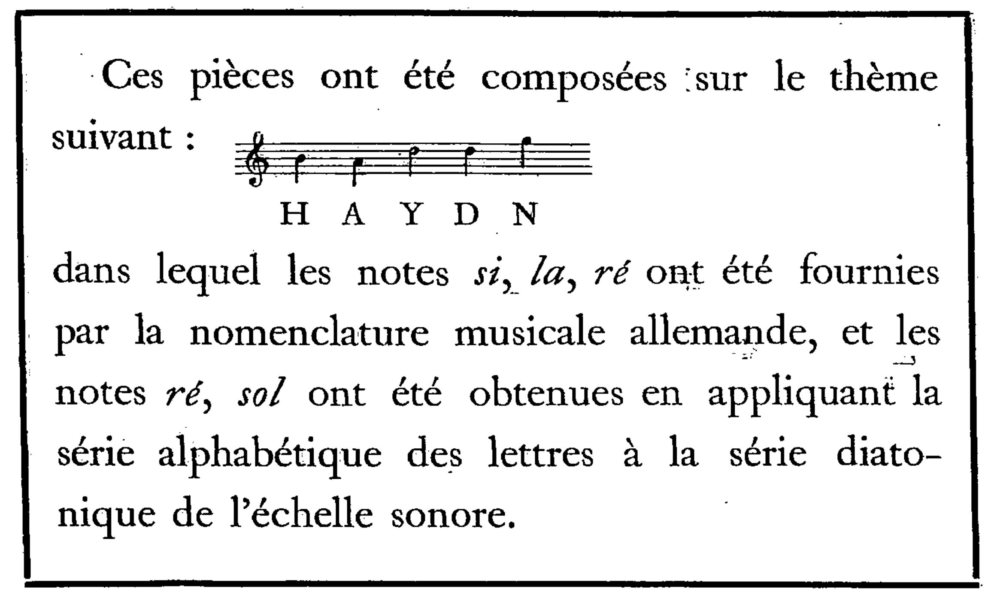 Ces pièces ont été composées sur le thème
suivant :
H A Y D N
dans lequel les notes si, la, ré ont été fournies
par la nomenclature musicale allemande, et les
notes ré, sol ont été obtenues en appliquant la
série alphabétique des lettres à la série diato-
nique de l'échelle sonore.